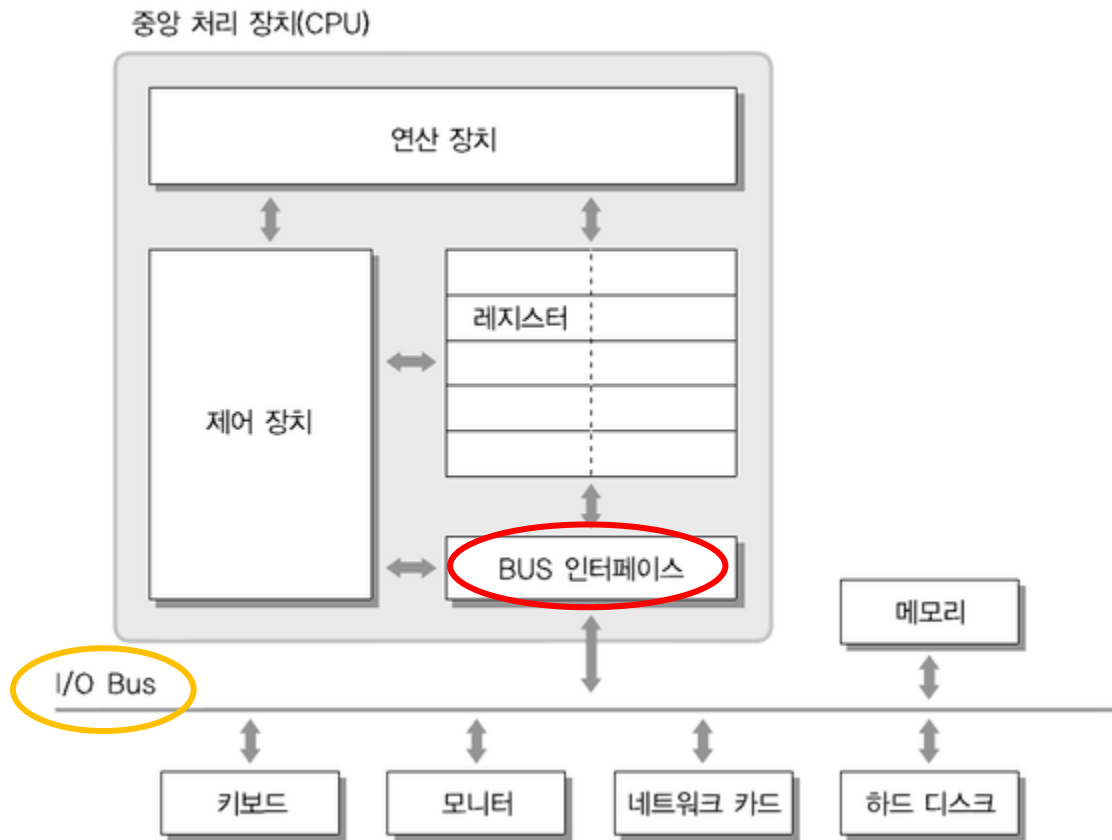 중앙 처리 장치(CPU)
연산 장치
레지스터
제어 장치
BUS 인터페이스
메모리
I/O Bus
키보드
모니터
네트워크 카드
하드 디스크